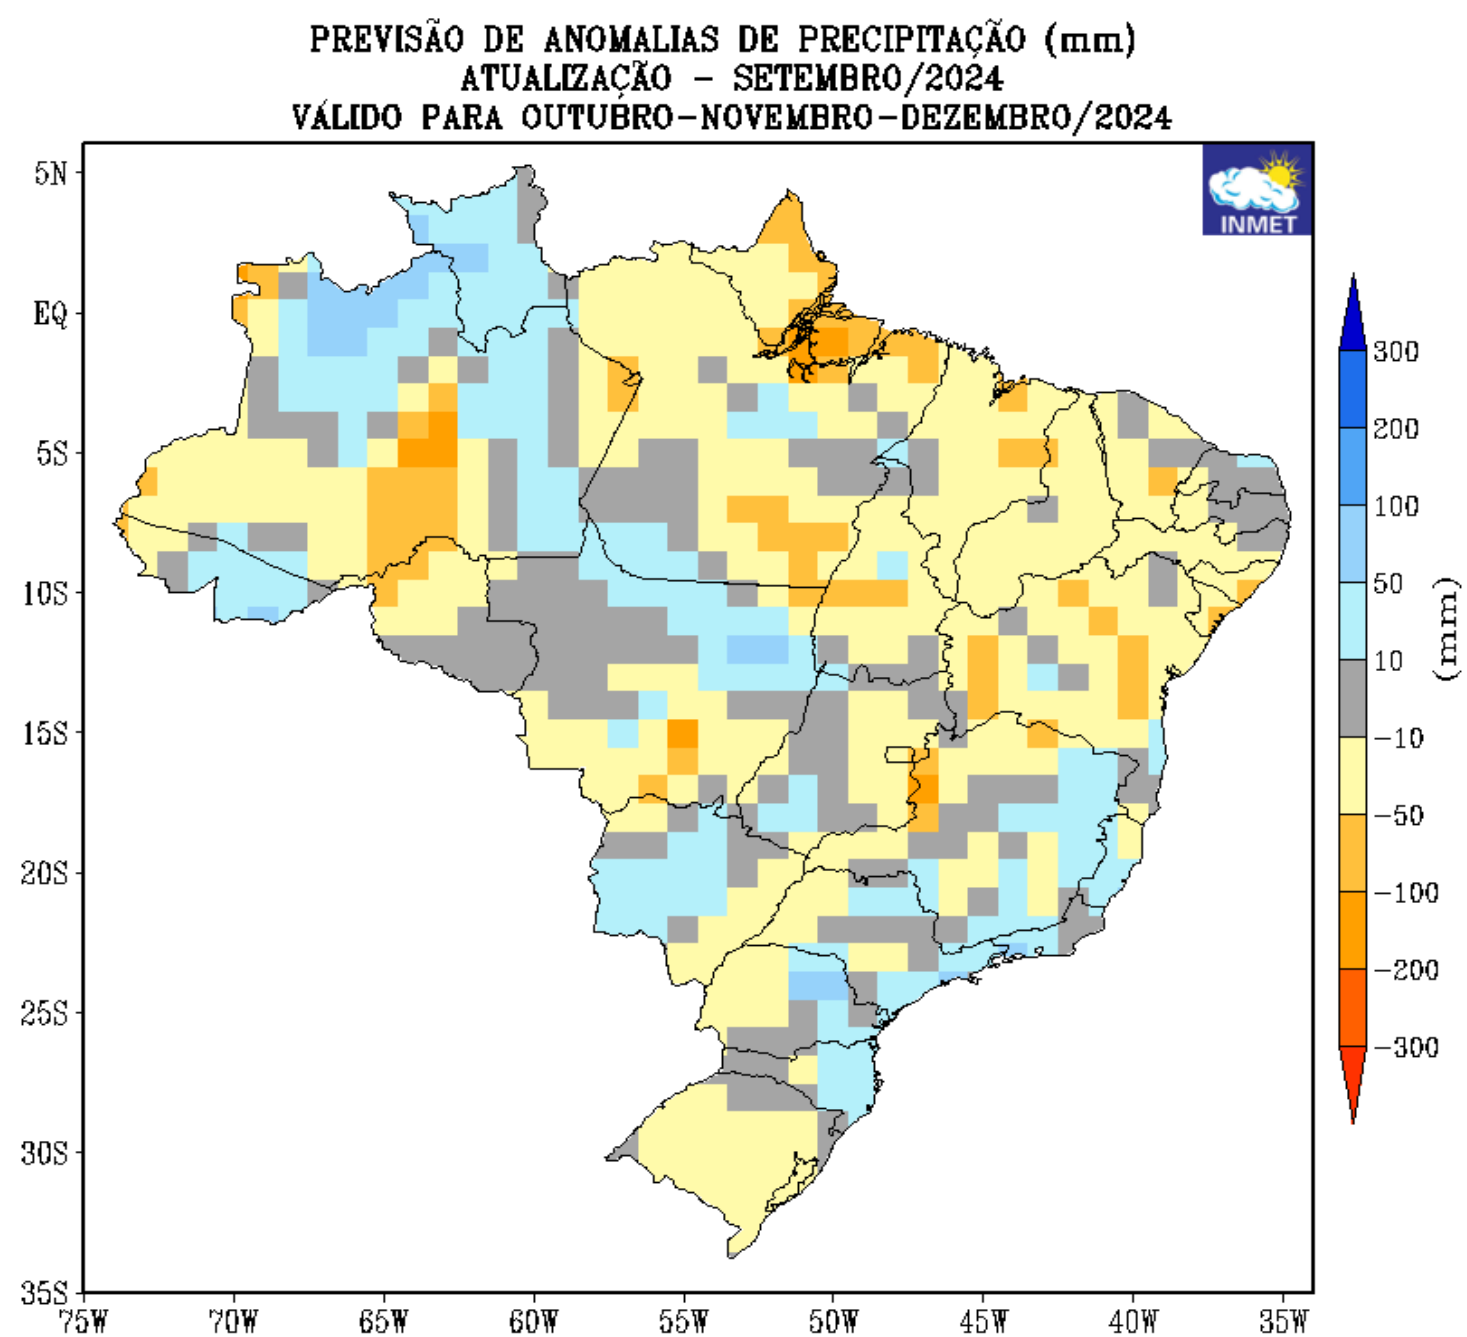 PREVISÃO DE ANOMALIAS DE PRECIPITAÇÃO (mm)
ATUALIZAÇÃO - SETEMBRO/2024
VÁLIDO PARA OUTUBRO-NOVEMBRO-DEZEMBRO/2024
INMET
5N
EQ
5S
10S
15S
20S
25S
30S
35S
75W 70W 65W 60W 55W 50W 45W 40W 35W
300
200
100
50
10
-10
-50
-100
-200
-300
(mm)